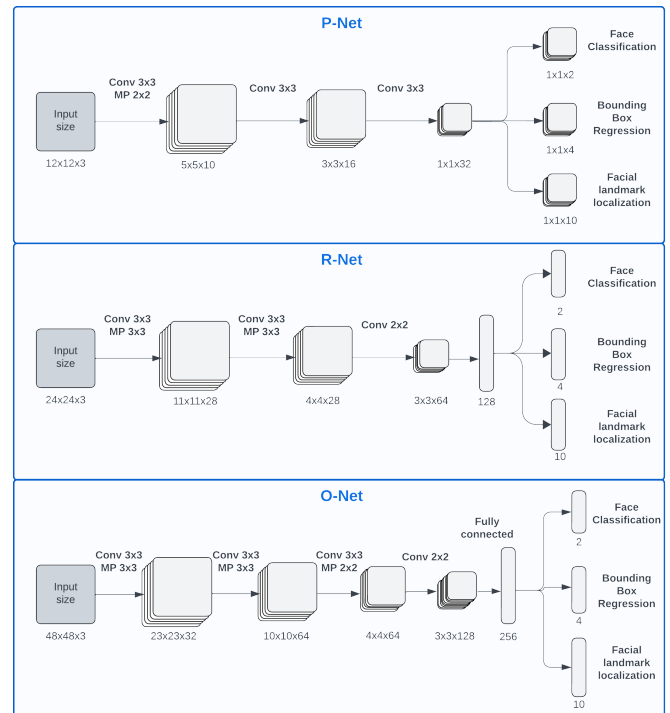 P-Net
Conv 3x3
MP 2x2
Conv 3x3
Conv 3x3
Input
size
12x12x3
5x5x10
3x3x16
1x1x32
Face
Classification
1x1x2
Bounding
Box
Regression
1x1x4
Facial
landmark
localization
1x1x10
R-Net
Conv 3x3
MP 3x3
Conv 3x3
MP 3x3
Conv 2x2
Input
size
24x24x3
11x11x28
4x4x28
3x3x64
128
Face
Classification
2
Bounding
Box
Regression
4
Facial
landmark
localization
10
O-Net
Conv 3x3
MP 3x3
Conv 3x3
MP 3x3
Conv 3x3
MP 2x2
Conv 2x2
Fully
connected
Input
size
48x48x3
23x23x32
10x10x64
4x4x64
3x3x128
256
Face
Classification
2
Bounding
Box
Regression
4
Facial
landmark
localization
10